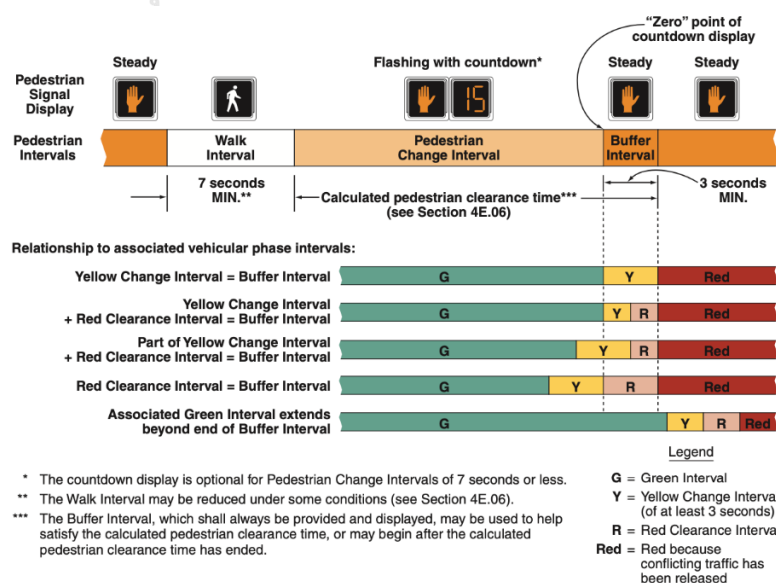 "Zero" point of
countdown display
Steady
Flashing with countdown*
Steady
Steady
Pedestrian
Signal
Display
15
Pedestrian
Intervals
Walk
Interval
Pedestrian
Change Interval
Buffer
Interval
7 seconds
MIN.**
Calculated pedestrian clearance time***
(see Section 4E.06)
3 seconds
MIN.
Relationship to associated vehicular phase intervals:
Yellow Change Interval = Buffer Interval
G
Y
Red
Yellow Change Interval
+ Red Clearance Interval = Buffer Interval
G
Y
R
Red
Part of Yellow Change Interval
+ Red Clearance Interval = Buffer Interval
G
Y
R
Red
Red Clearance Interval = Buffer Interval
G
Y
R
Red
Associated Green Interval extends
beyond end of Buffer Interval
G
Y
R
Red
* The countdown display is optional for Pedestrian Change Intervals of 7 seconds or less.
** The Walk Interval may be reduced under some conditions (see Section 4E.06).
*** The Buffer Interval, which shall always be provided and displayed, may be used to help
satisfy the calculated pedestrian clearance time, or may begin after the calculated
pedestrian clearance time has ended.
Legend
G = Green Interval
Y = Yellow Change Interva
(of at least 3 seconds)
R = Red Clearance Interva
Red = Red because
conflicting traffic has
been released